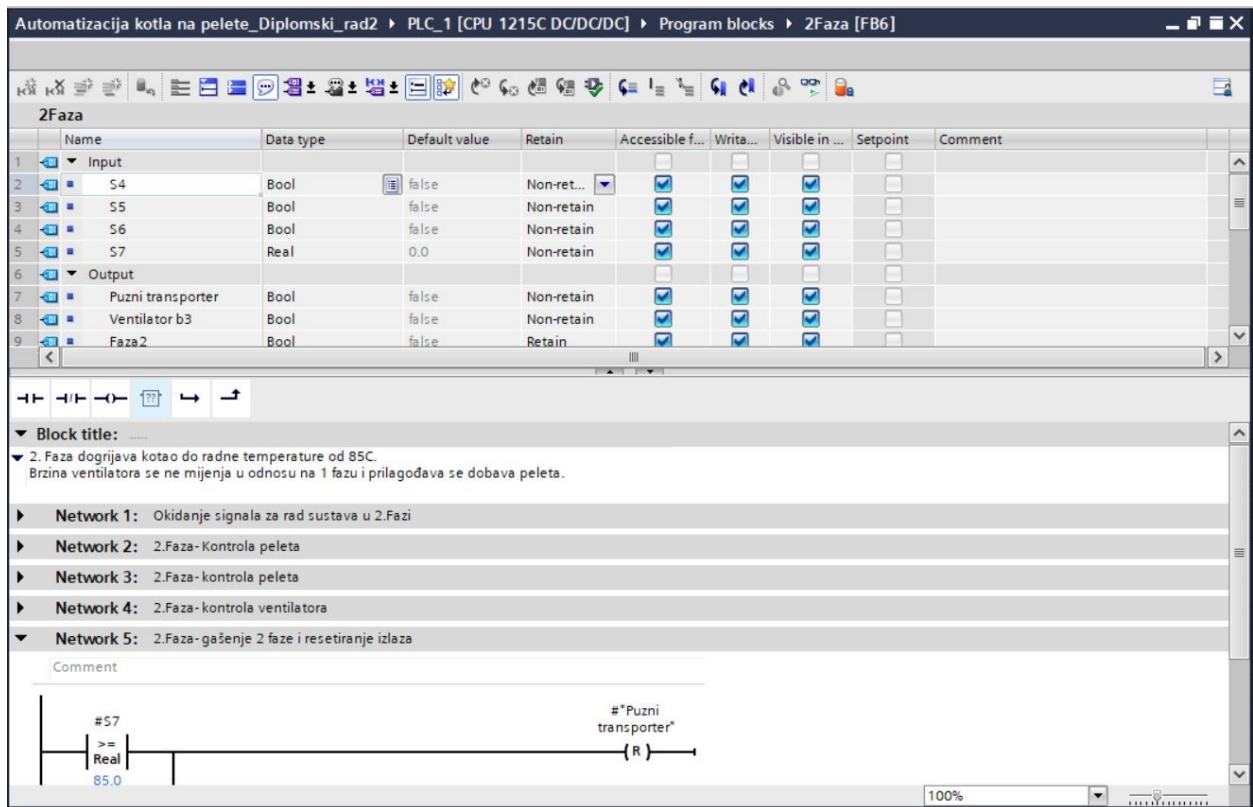 Automatizacija kotla na pelete_Diplomski_rad2 ▸ PLC_1 [CPU 1215C DC/DC/DC] ▸ Program blocks ▸ 2Faza [FB6]
2Faza
Name Data type Default value Retain Accessible f... Writa... Visible in ... Setpoint Comment
1 Input
2 S4 Bool false Non-ret...
3 S5 Bool false Non-retain
4 S6 Bool false Non-retain
5 S7 Real 0.0 Non-retain
6 Output
7 Puzni transporter Bool false Non-retain
8 Ventilator b3 Bool false Non-retain
9 Faza2 Bool false Retain
??
Block title: .....
2. Faza dogrijava kotao do radne temperature od 85C.
Brzina ventilatora se ne mijenja u odnosu na 1 fazu i prilagođava se dobava peleta.
Network 1: Okidanje signala za rad sustava u 2.Fazi
Network 2: 2.Faza-Kontrola peleta
Network 3: 2.Faza-kontrola peleta
Network 4: 2.Faza-kontrola ventilatora
Network 5: 2.Faza-gašenje 2 faze i resetiranje izlaza
Comment
#S7
>=
Real
85.0
#"Puzni
transporter"
R
100%